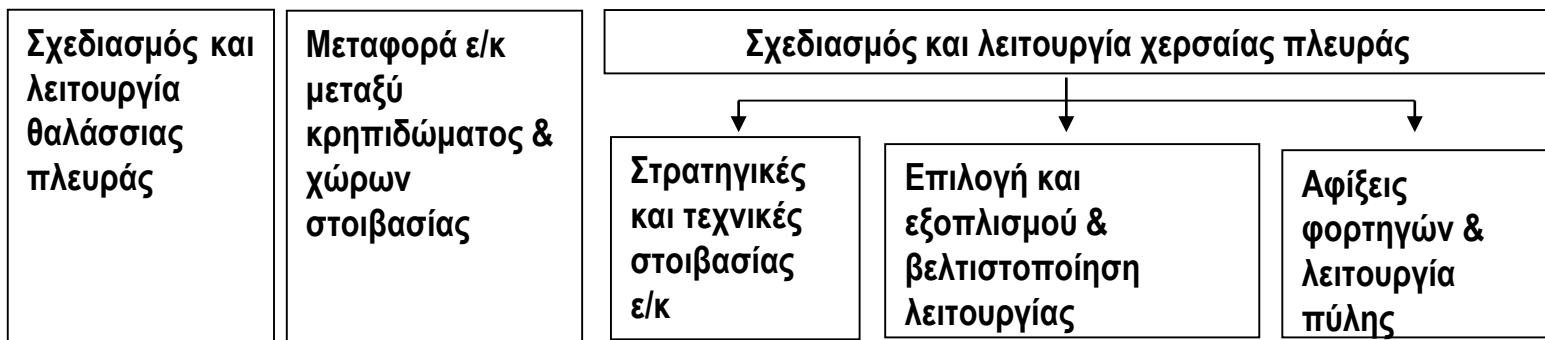 Σχεδιασμός και
λειτουργία
θαλάσσιας
πλευράς
Μεταφορά ε/κ
μεταξύ
κρηπιδώματος &
χώρων
στοιβασίας
Σχεδιασμός και λειτουργία χερσαίας πλευράς
Στρατηγικές
και τεχνικές
στοιβασίας
ε/κ
Επιλογή και
εξοπλισμού &
βελτιστοποίηση
λειτουργίας
Αφίξεις
φορτηγών &
λειτουργία
πύλης